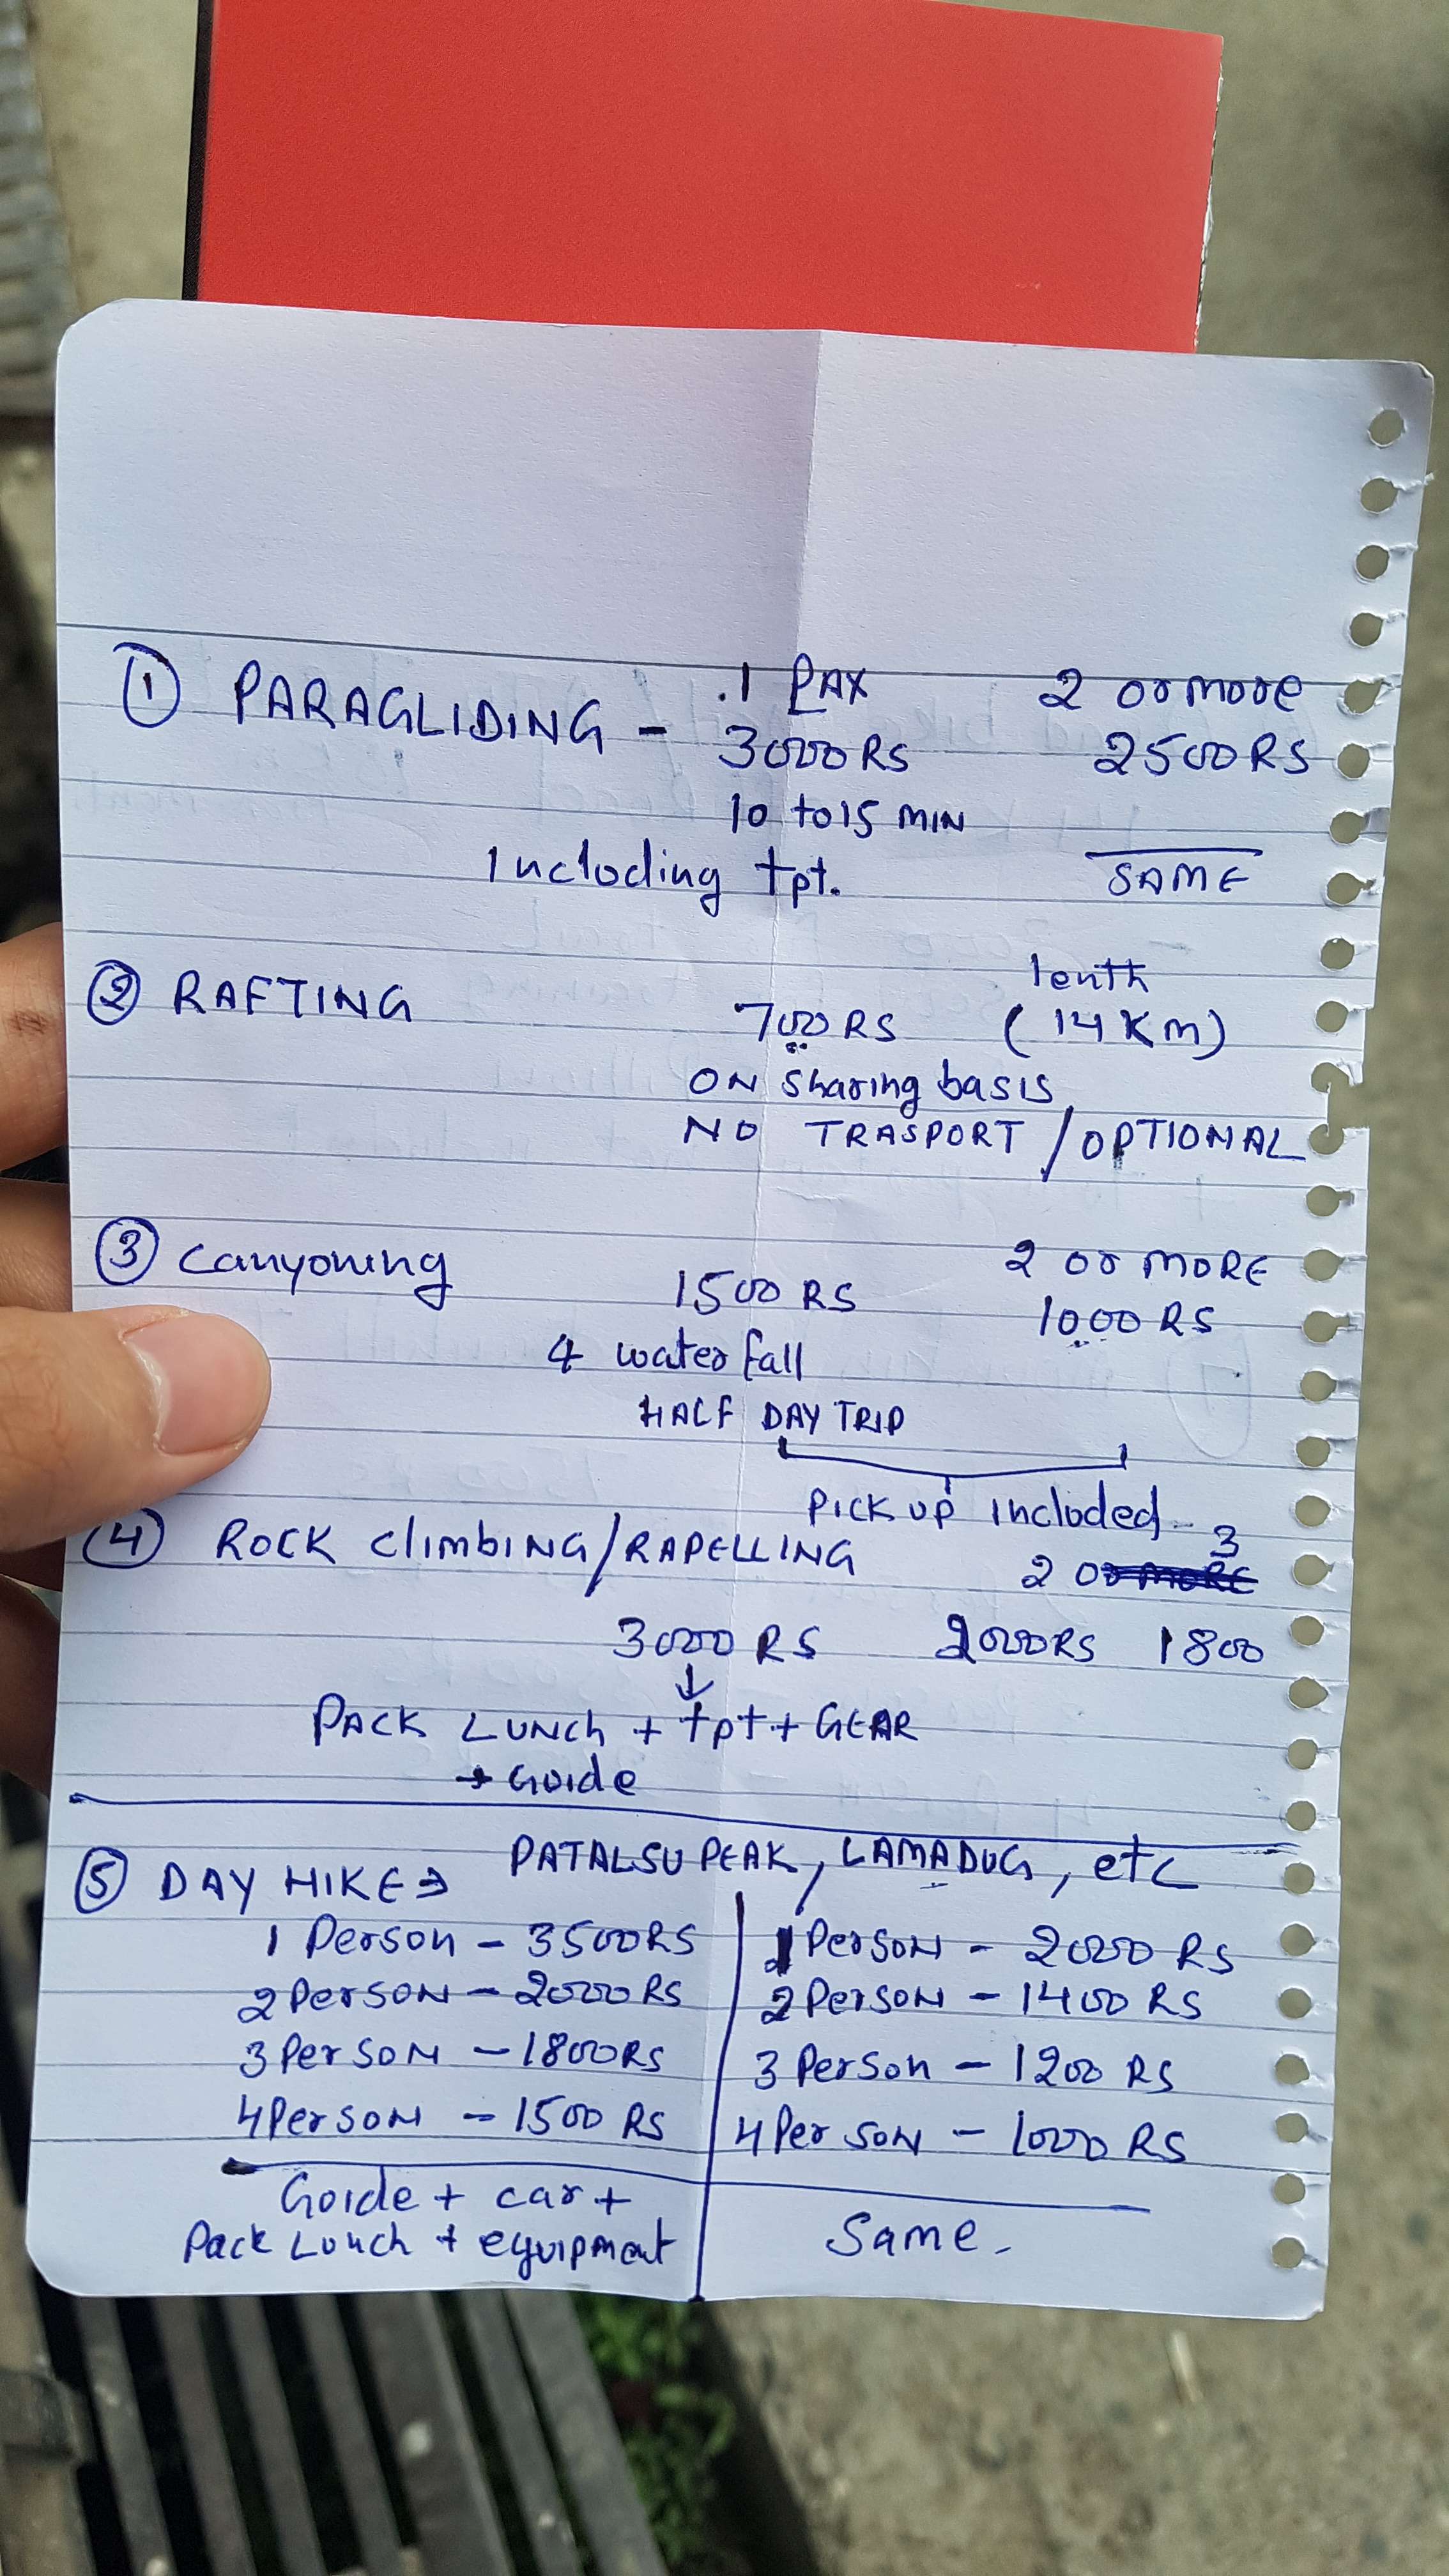 ① PARAGLIDING - .1 PAX 2 or more
3000 RS 2500 RS
10 to 15 MIN
Including tpt. SAME
② RAFTING lenth
700 RS (14 Km)
ON Sharing basis
NO TRASPORT / OPTIONAL
③ Canyoning 2 or MORE
1500 RS 1000 RS
4 water fall
HALF DAY TRIP
PICK UP Included
④ ROCK ClimbING/RAPELLING 3
2 or more
3000 RS 2000 RS 1800
↓
PACK LUNCh + tpt + GEAR
+ Guide
⑤ DAY HIKE ⇒ PATALSU PEAK, LAMADUG, etc
1 Person - 3500 RS 1 Person - 2000 RS
2 Person - 2000 RS 2 Person - 1400 RS
3 Person - 1800 RS 3 Person - 1200 RS
4 Person - 1500 RS 4 Person - 1000 RS
Guide + car +
Pack Lunch + equipment Same.